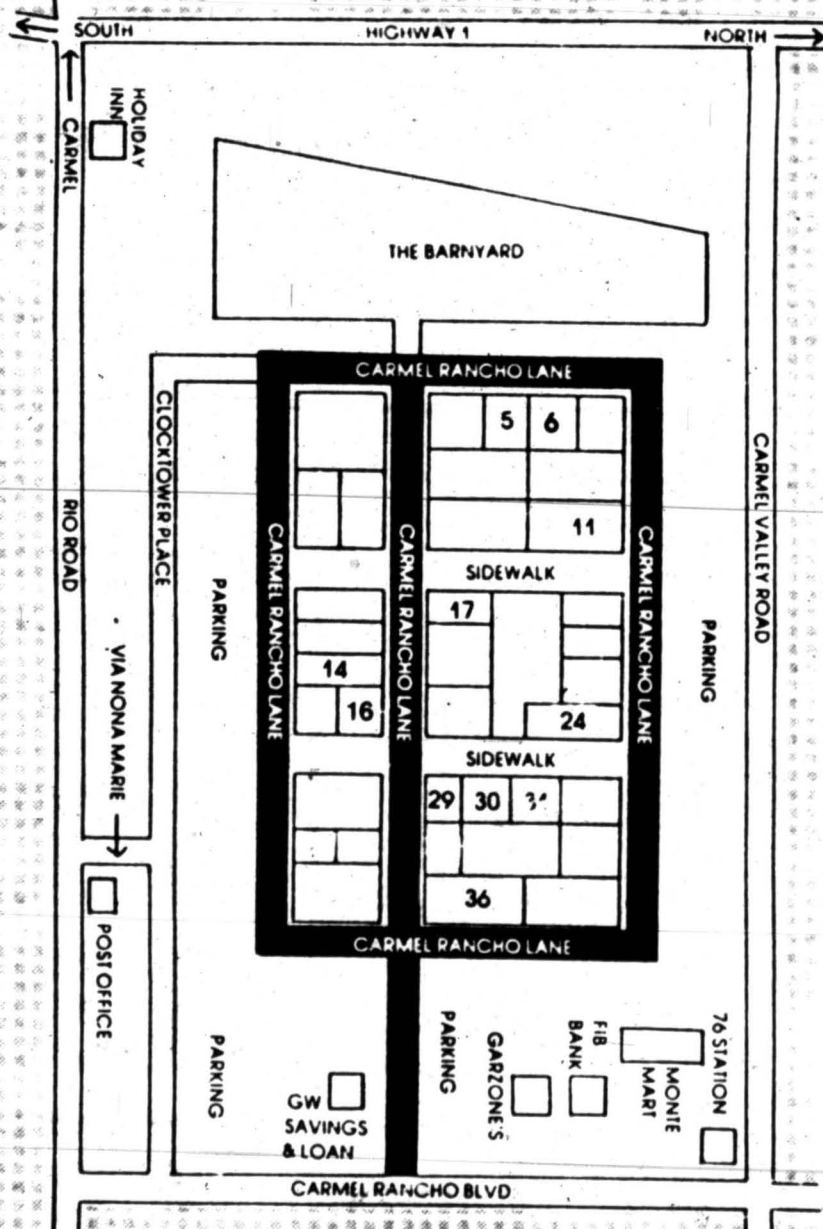 SOUTH
HIGHWAY 1
NORTH
HOLIDAY
INN
CARMEL
THE BARNYARD
CARMEL RANCHO LANE
CLOCKTOWER PLACE
RIO ROAD
CARMEL VALLEY ROAD
5
6
11
CARMEL RANCHO LANE
CARMEL RANCHO LANE
CARMEL RANCHO LANE
SIDEWALK
PARKING
PARKING
17
14
16
24
VIA NONA MARIE
SIDEWALK
29
30
36
CARMEL RANCHO LANE
POST OFFICE
PARKING
PARKING
GARZONE'S
FIB
BANK
MONTE
MART
76 STATION
GW
SAVINGS
& LOAN
CARMEL RANCHO BLVD